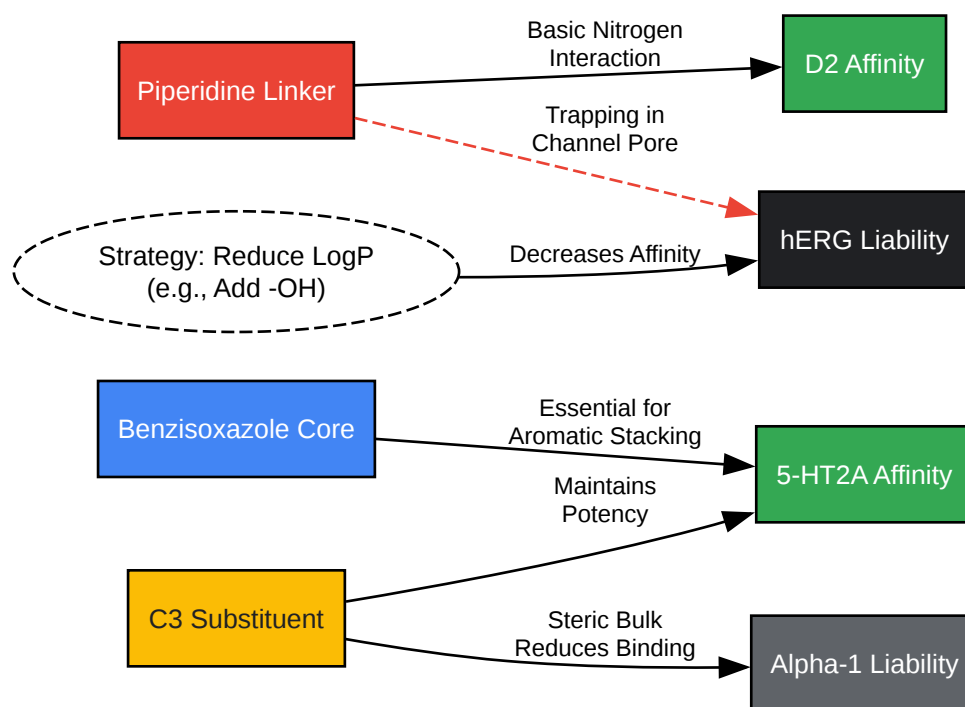 Basic Nitrogen
Interaction
Piperidine Linker
D2 Affinity
Trapping in
Channel Pore
hERG Liability
Strategy: Reduce LogP
(e.g., Add -OH)
Decreases Affinity
Benzisoxazole Core
Essential for
Aromatic Stacking
5-HT2A Affinity
Maintains
Potency
C3 Substituent
Steric Bulk
Reduces Binding
Alpha-1 Liability